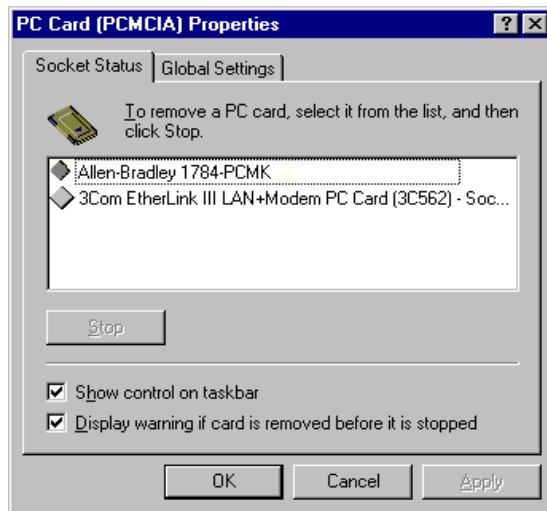 PC Card (PCMCIA) Properties
Socket Status
Global Settings
To remove a PC card, select it from the list, and then
click Stop.
Allen-Bradley 1784-PCMK
3Com EtherLink III LAN+Modem PC Card (3C562) - Soc...
Stop
Show control on taskbar
Display warning if card is removed before it is stopped
OK
Cancel
Apply